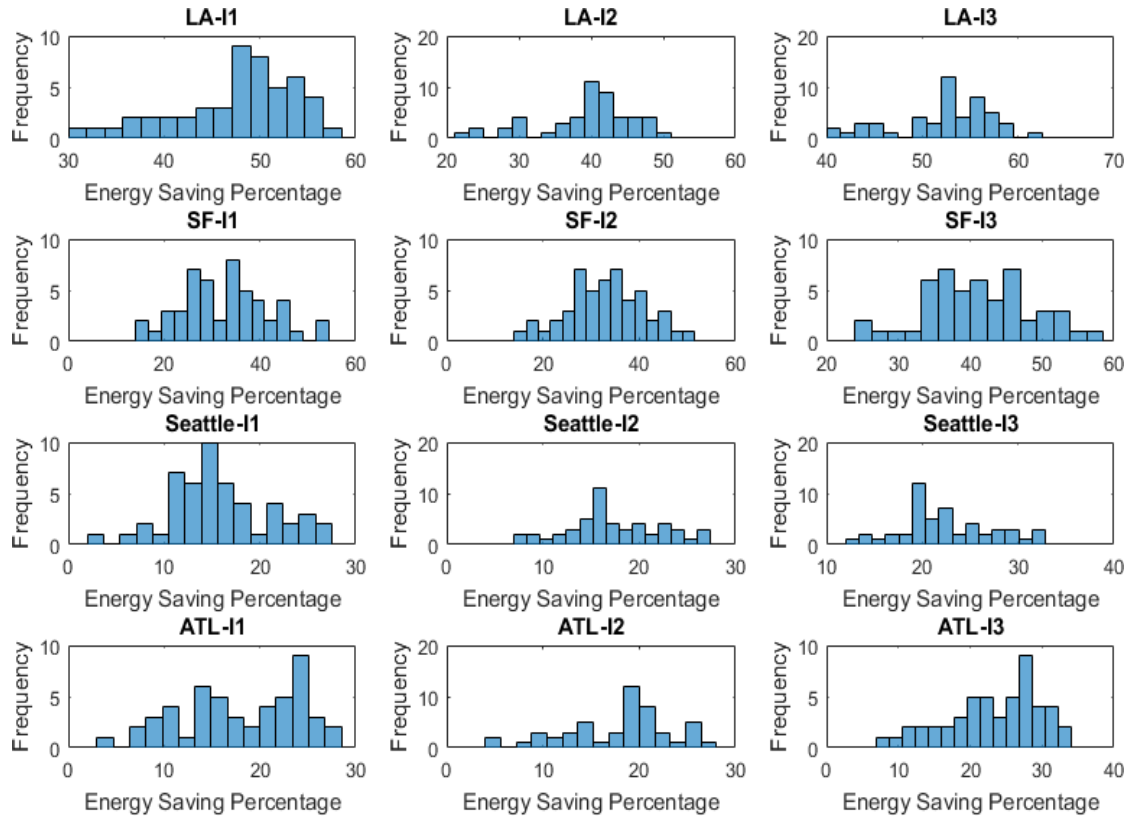 LA-I1
Frequency
10
5
0
30 40 50 60
Energy Saving Percentage
LA-I2
Frequency
20
10
0
20 30 40 50 60
Energy Saving Percentage
LA-I3
Frequency
20
10
0
40 50 60 70
Energy Saving Percentage
SF-I1
Frequency
10
5
0
0 20 40 60
Energy Saving Percentage
SF-I2
Frequency
10
5
0
0 20 40 60
Energy Saving Percentage
SF-I3
Frequency
10
5
0
20 30 40 50 60
Energy Saving Percentage
Seattle-I1
Frequency
10
5
0
0 10 20 30
Energy Saving Percentage
Seattle-I2
Frequency
20
10
0
0 10 20 30
Energy Saving Percentage
Seattle-I3
Frequency
20
10
0
10 20 30 40
Energy Saving Percentage
ATL-I1
Frequency
10
5
0
0 10 20 30
Energy Saving Percentage
ATL-I2
Frequency
20
10
0
0 10 20 30
Energy Saving Percentage
ATL-I3
Frequency
10
5
0
0 10 20 30 40
Energy Saving Percentage